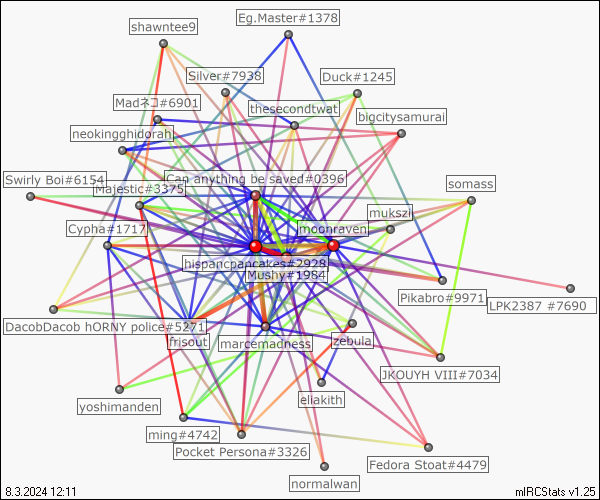 Eg.Master#1378
shawntee9
Silver#7938
Duck#1245
Madネコ#6901
thesecondtwat
bigcitysamurai
neokingghidorah
Can anything be saved#0396
Swirly Boi#6154
Majestic#3375
somass
mukszil
Cypha#1717
moonraven
hispancpancakes#2928
Mushy#1984
Pikabro#9971
LPK2387 #7690
DacobDacob hORNY police#5271
frisout
marcemadness
zebula
JKOUYH VIII#7034
yoshimanden
eliakith
ming#4742
Pocket Persona#3326
Fedora Stoat#4479
normalwan
8.3.2024 12:11
mIRCStats v1.25